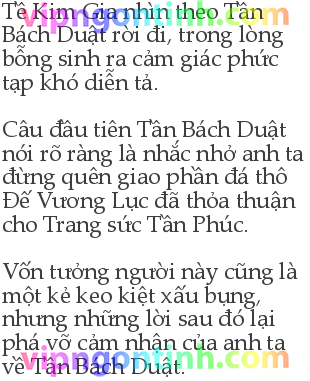 Tề Kim Gia nhìn theo Tần
vipngontinh.com
Bách Duật rời đi, trong lòng
bỗng sinh ra cảm giác phức
tạp khó diễn tả.
Câu đầu tiên Tần Bách Duật
nói rõ ràng là nhắc nhở anh ta
đừng quên giao phần đá thô
Đế Vương Lục đã thỏa thuận
cho Trang sức Tần Phúc.
Vốn tưởng người này cũng là
một kẻ keo kiệt xấu bụng,
nhưng những lời sau đó lại
phá vỡ cảm nhận của anh ta
về Tần Bách Duật.
vipngontinh.com